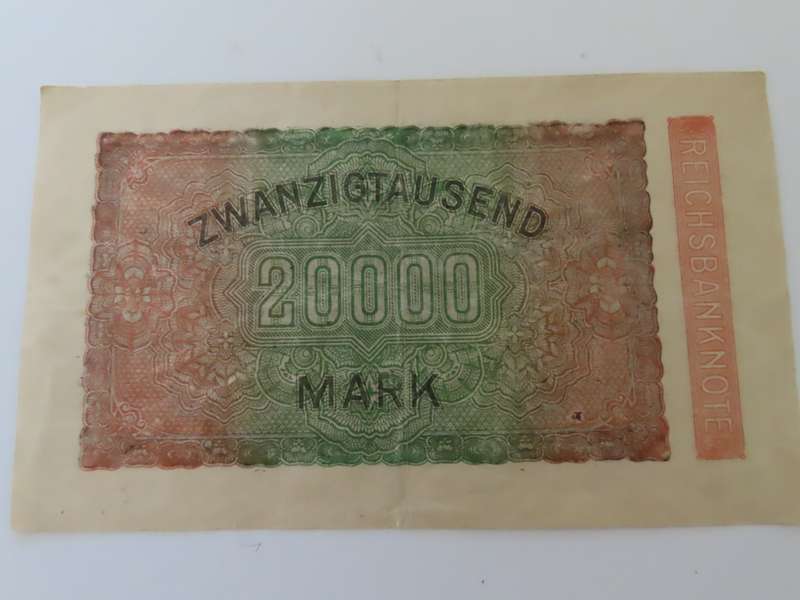 ZWANZIGTAUSEND
20000
MARK
REICHSBANKNOTE